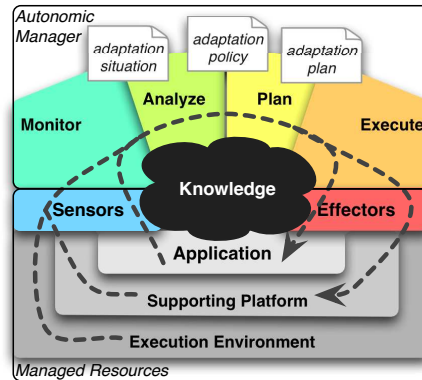 Autonomic
Manager
adaptation
situation
adaptation
policy
adaptation
plan
Monitor
Analyze
Plan
Execute
Knowledge
Sensors
Effectors
Application
Supporting Platform
Execution Environment
Managed Resources